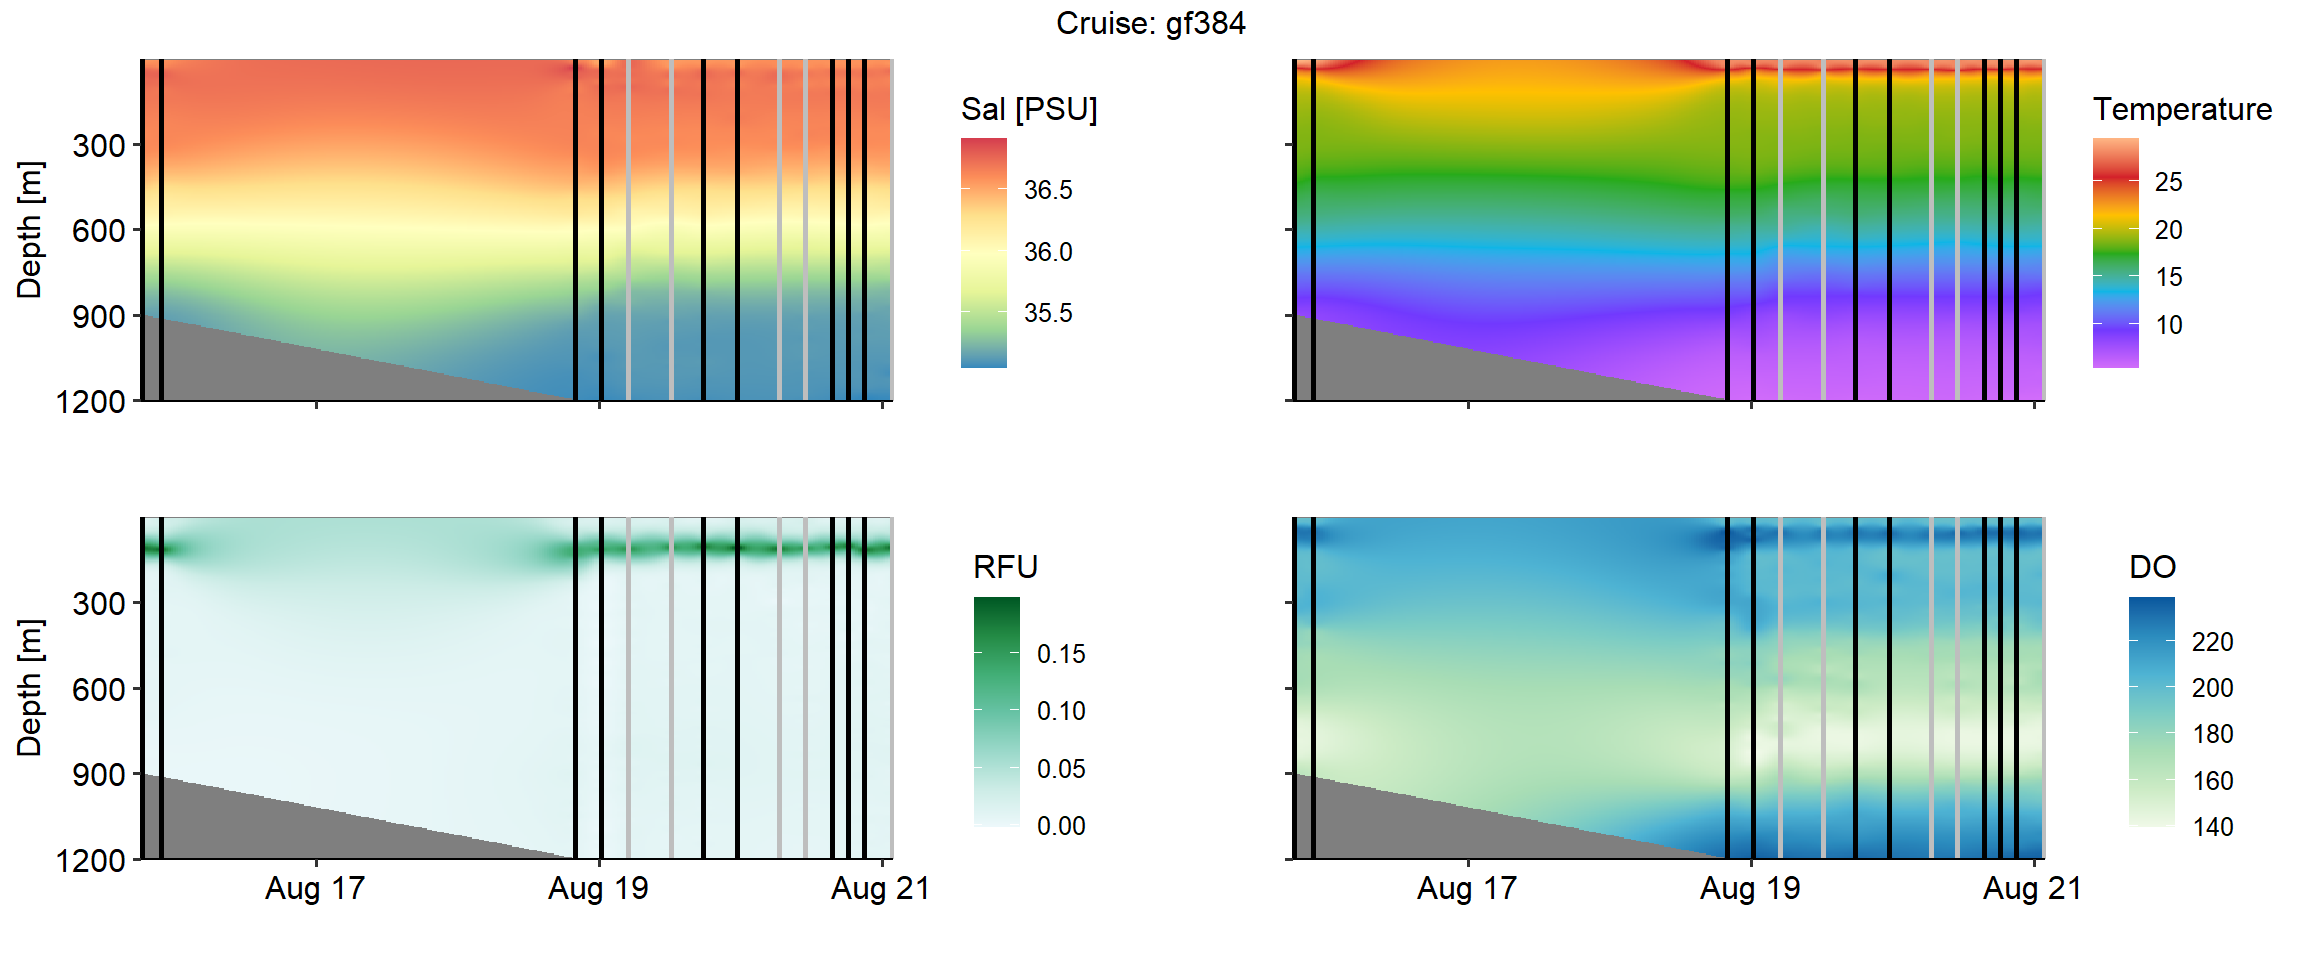 Cruise: gf384
Depth [m]
300
600
900
1200
Sal [PSU]
36.5
36.0
35.5
Temperature
25
20
15
10
Depth [m]
300
600
900
1200
Aug 17
Aug 19
Aug 21
RFU
0.15
0.10
0.05
0.00
Aug 17
Aug 19
Aug 21
DO
220
200
180
160
140